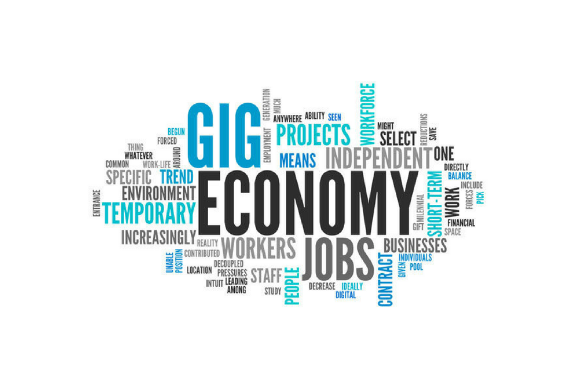 GIG
ECONOMY
JOBS
BEGIN
FORCED
THING
WHATEVER
COMMON
WORK-LIFE
AROUND
SPECIFIC
TREND
ENTRANCE
ENVIRONMENT
TEMPORARY
INCREASINGLY
EMPLOYMENT
GENERATION
MUCH
ANYWHERE
ABILITY
SEEN
PROJECTS
MEANS
INDEPENDENT
WORKFORCE
MIGHT
SELECT
REDUCTIONS
SAVE
ONE
DIRECTLY
BALANCE
INCLUDE
FORCES
PICK
SHORT-TERM
WORK
MILLENNIAL
FINANCIAL
SPACE
BUSINESSES
INDIVIDUALS
GIVEN
POOL
CONTRACT
REALITY
CONTRIBUTED
WORKERS
UNABLE
POSITION
LOCATION
DECOUPLED
PRESSURES
INTUIT
LEADING
AMONG
STAFF
STUDY
PEOPLE
DECREASE
IDEALLY
DIGITAL